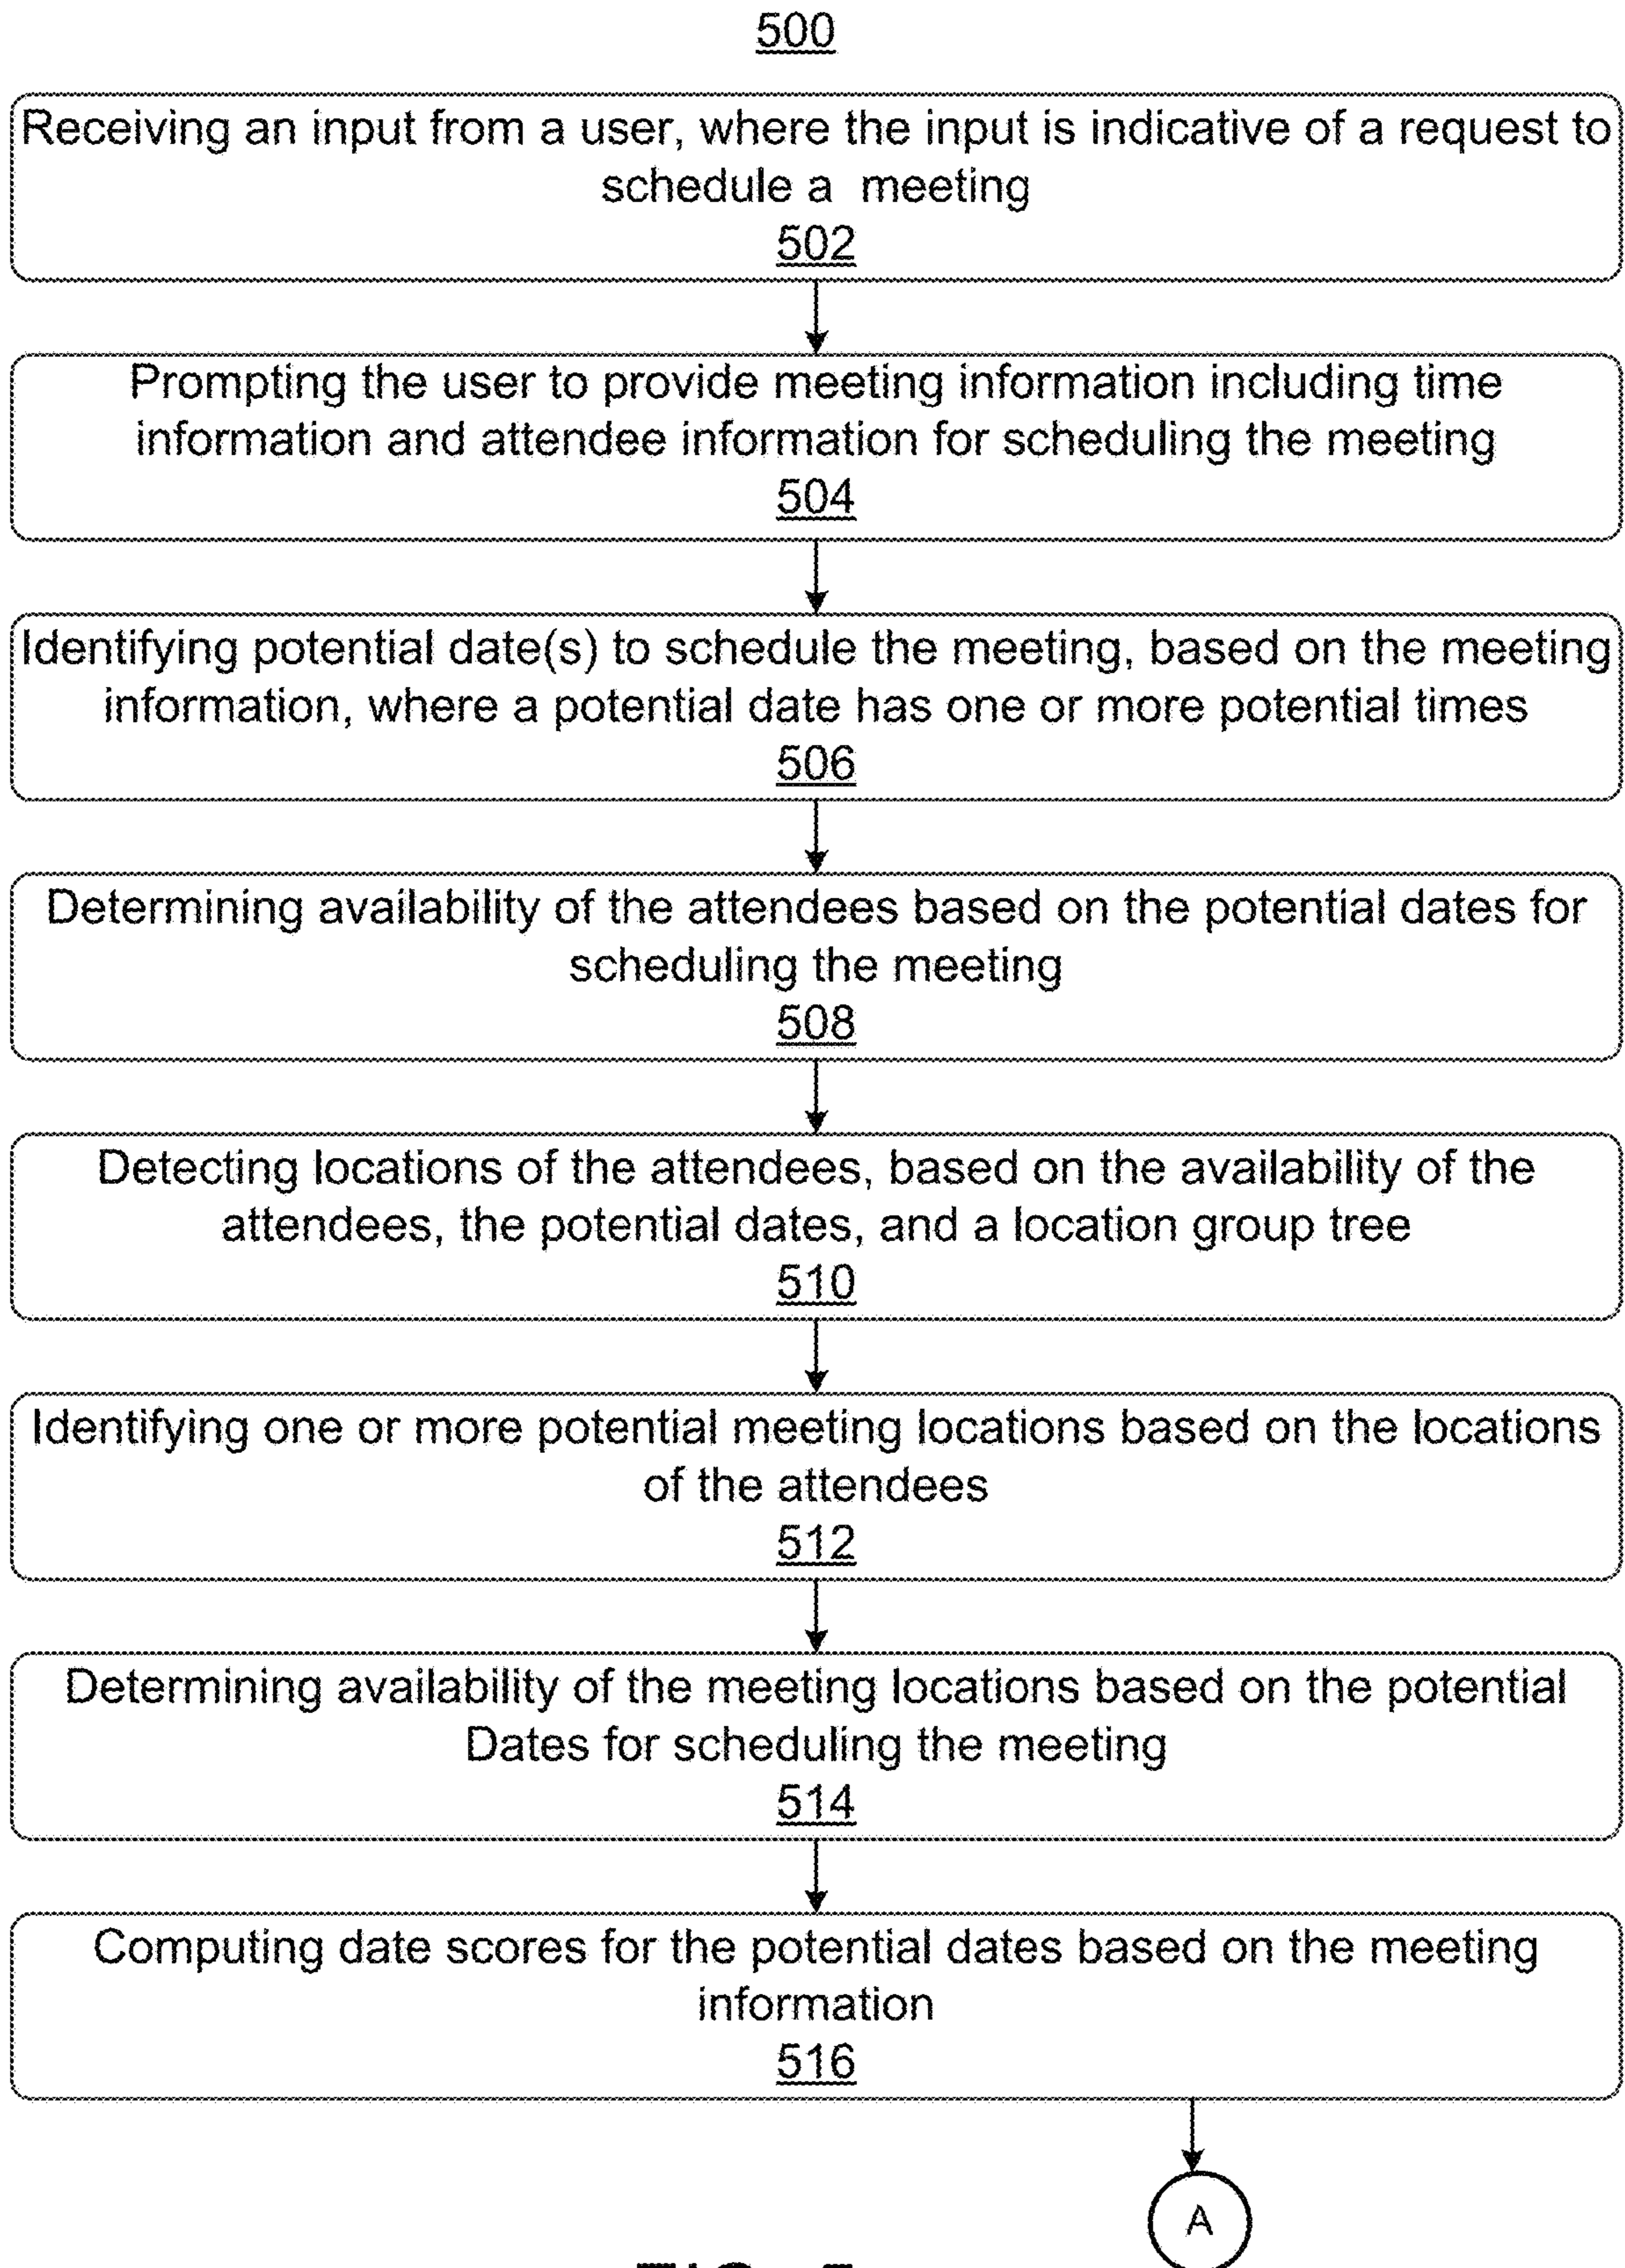 500
Receiving an input from a user, where the input is indicative of a request to
schedule a meeting
502
Prompting the user to provide meeting information including time
information and attendee information for scheduling the meeting
504
Identifying potential date(s) to schedule the meeting, based on the meeting
information, where a potential date has one or more potential times
506
Determining availability of the attendees based on the potential dates for
scheduling the meeting
508
Detecting locations of the attendees, based on the availability of the
attendees, the potential dates, and a location group tree
510
Identifying one or more potential meeting locations based on the locations
of the attendees
512
Determining availability of the meeting locations based on the potential
Dates for scheduling the meeting
514
Computing date scores for the potential dates based on the meeting
information
516
A